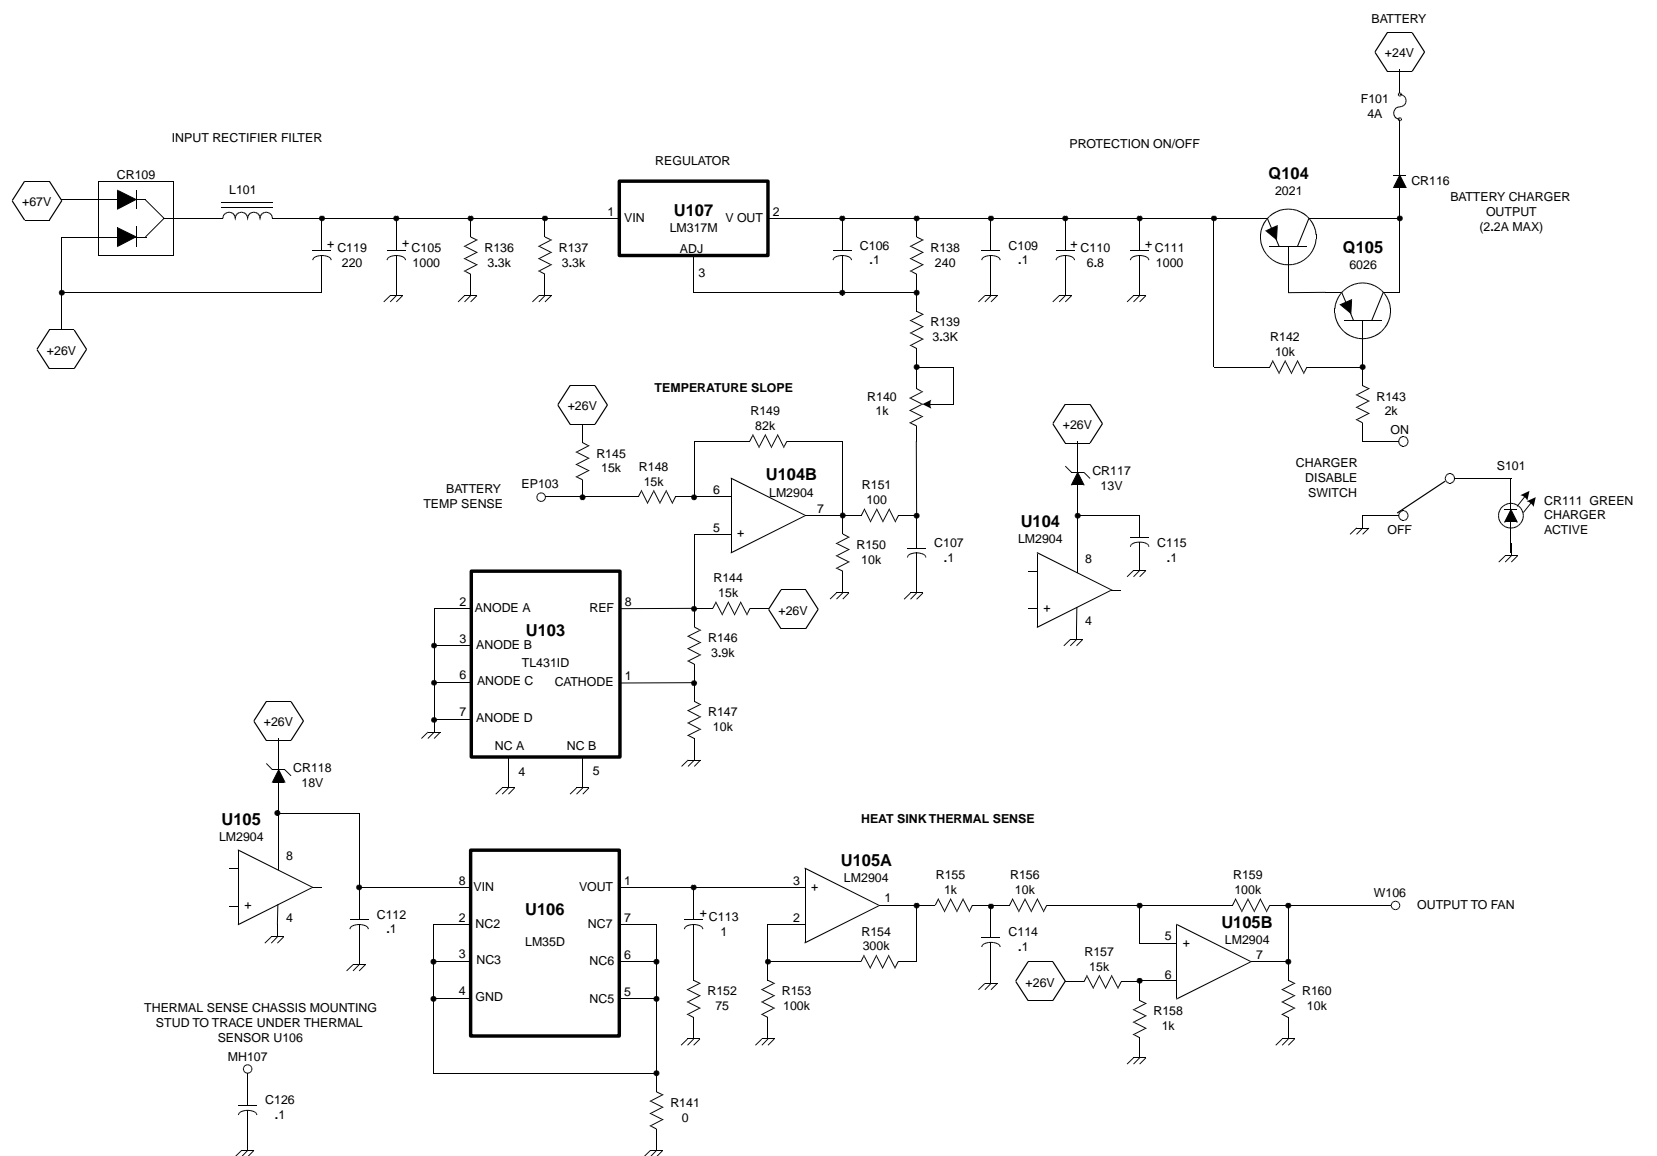 BATTERY
+24V
F101
4A
INPUT RECTIFIER FILTER
PROTECTION ON/OFF
REGULATOR
CR109
+67V
L101
+26V
+
C119
220
+
C105
1000
R136
3.3k
R137
3.3k
1
VIN
U107
LM317M
V OUT
2
ADJ
3
C106
.1
R138
240
C109
.1
+
C110
6.8
+
C111
1000
Q104
2021
CR116
BATTERY CHARGER
OUTPUT
(2.2A MAX)
Q105
6026
R139
3.3K
R142
10k
R140
1k
R143
2k
ON
TEMPERATURE SLOPE
+26V
R149
82k
R145
15k
R148
15k
BATTERY
TEMP SENSE
EP103
U104B
LM2904
6
5
+
7
R151
100
R150
10k
C107
.1
+26V
CR117
13V
U104
LM2904
8
+
4
C115
.1
CHARGER
DISABLE
SWITCH
OFF
S101
CR111 GREEN
CHARGER
ACTIVE
2
ANODE A
REF
8
U103
3
ANODE B
TL431ID
6
ANODE C
CATHODE
1
7
ANODE D
NC A
NC B
4
5
R144
15k
+26V
R146
3.9k
R147
10k
+26V
CR118
18V
U105
LM2904
8
+
4
C112
.1
HEAT SINK THERMAL SENSE
8
VIN
VOUT
1
U106
2
NC2
NC7
7
LM35D
3
NC3
NC6
6
4
GND
NC5
5
+
C113
1
R152
75
U105A
LM2904
3
+
2
1
R154
300k
R153
100k
R155
1k
R156
10k
C114
.1
R159
100k
U105B
LM2904
5
+
6
7
R157
15k
+26V
R158
1k
R160
10k
W106
OUTPUT TO FAN
THERMAL SENSE CHASSIS MOUNTING
STUD TO TRACE UNDER THERMAL
SENSOR U106
MH107
C126
.1
R141
0